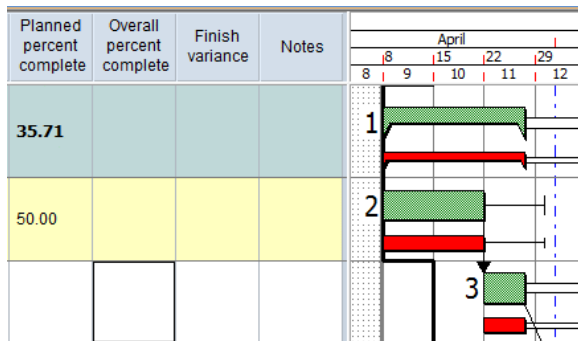 Planned percent complete
Overall percent complete
Finish variance
Notes
April
8 15 22 29
8 9 10 11 12
35.71
1
50.00
2
3